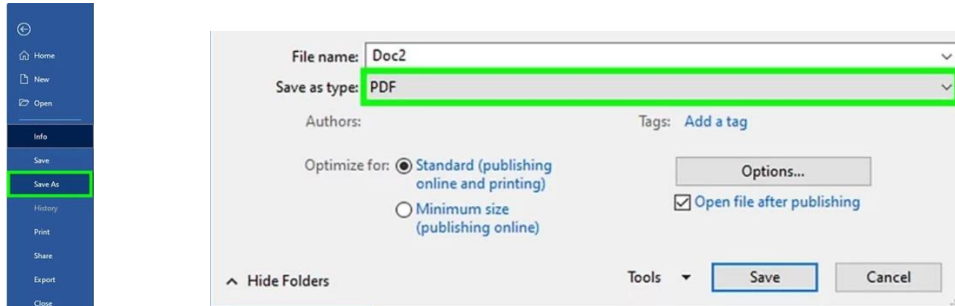 Home
New
Open
Info
Save
Save As
History
Print
Share
Export
Close
File name: Doc2
Save as type: PDF
Authors: Tags: Add a tag
Optimize for: Standard (publishing
online and printing)
Minimum size
(publishing online)
Options...
Open file after publishing
Hide Folders Tools Save Cancel